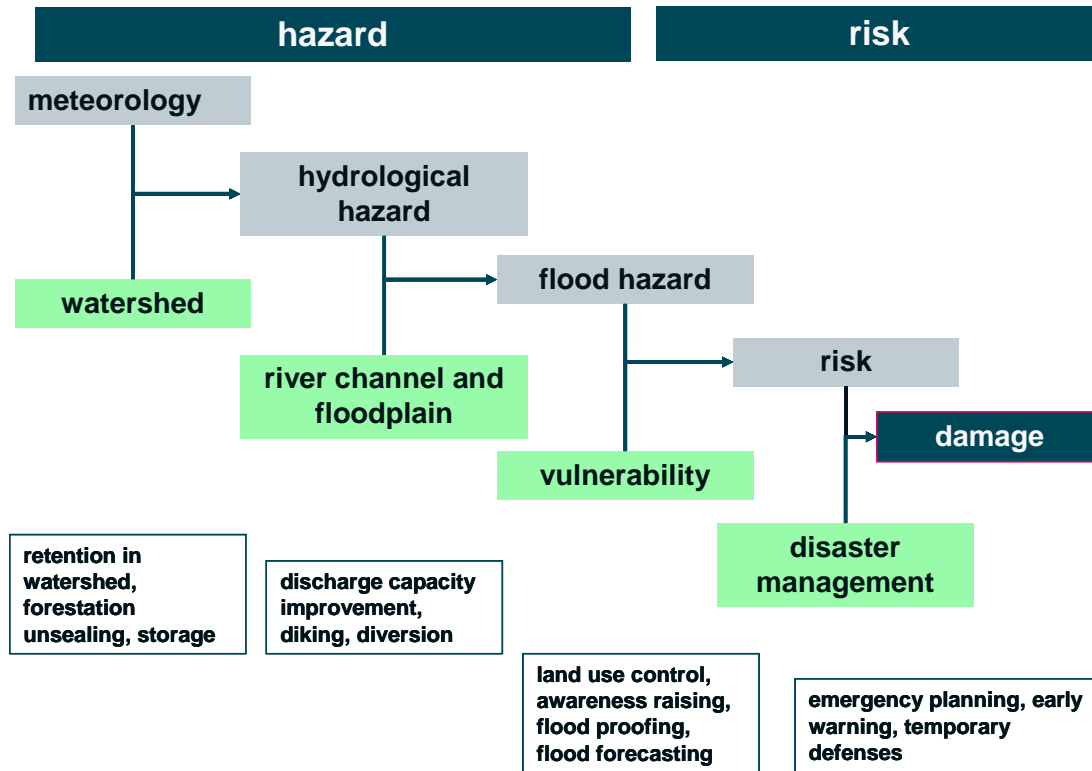 hazard
risk
meteorology
hydrological
hazard
flood hazard
watershed
risk
river channel and
floodplain
damage
vulnerability
disaster
management
retention in
watershed,
forestation
unsealing, storage
discharge capacity
improvement,
diking, diversion
land use control,
awareness raising,
flood proofing,
flood forecasting
emergency planning, early
warning, temporary
defenses